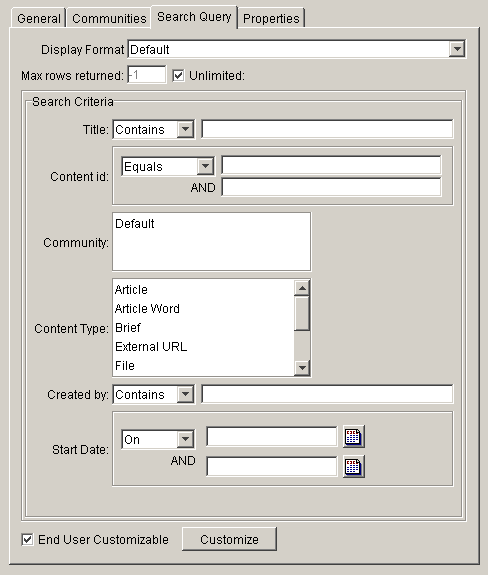 General Communities Search Query Properties
Display Format Default
Max rows returned: -1 Unlimited:
Search Criteria
Title: Contains
Content id: Equals
AND
Community: Default
Content Type: Article
Article Word
Brief
External URL
File
Created by: Contains
Start Date: On
AND
End User Customizable Customize